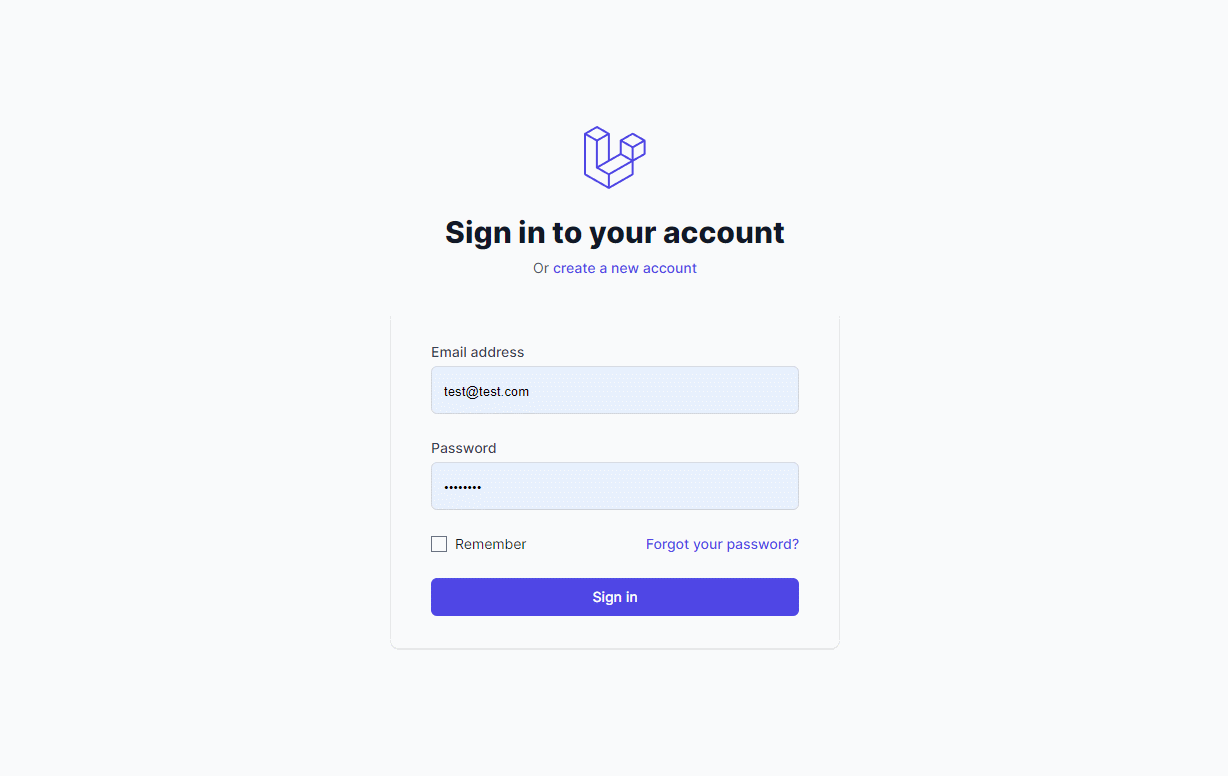 Sign in to your account
Or create a new account
Email address
test@test.com
Password
••••••••
Remember
Forgot your password?
Sign in